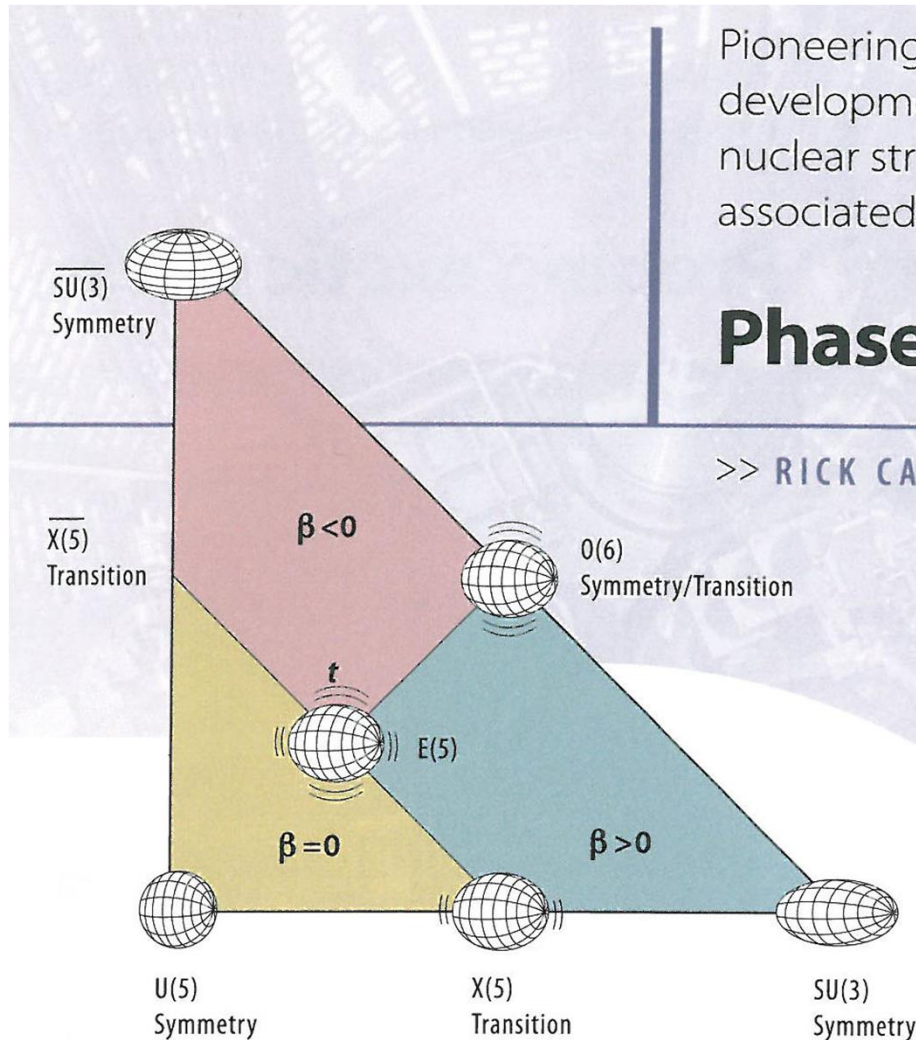 Pioneering
developm
nuclear str
associated
Phase
>> RICK CA
S̅U̅(̅3̅)̅
Symmetry
β<0
X̅(̅5̅)̅
Transition
O(6)
Symmetry/Transition
t
E(5)
β=0
β>0
U(5)
Symmetry
X(5)
Transition
SU(3)
Symmetry